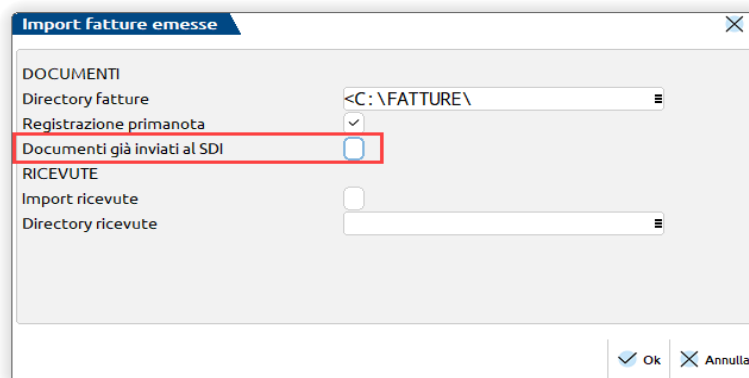 Import fatture emesse
DOCUMENTI
Directory fatture <C:\FATTURE\
Registrazione primanota
Documenti già inviati al SDI
RICEVUTE
Import ricevute
Directory ricevute
Ok Annulla